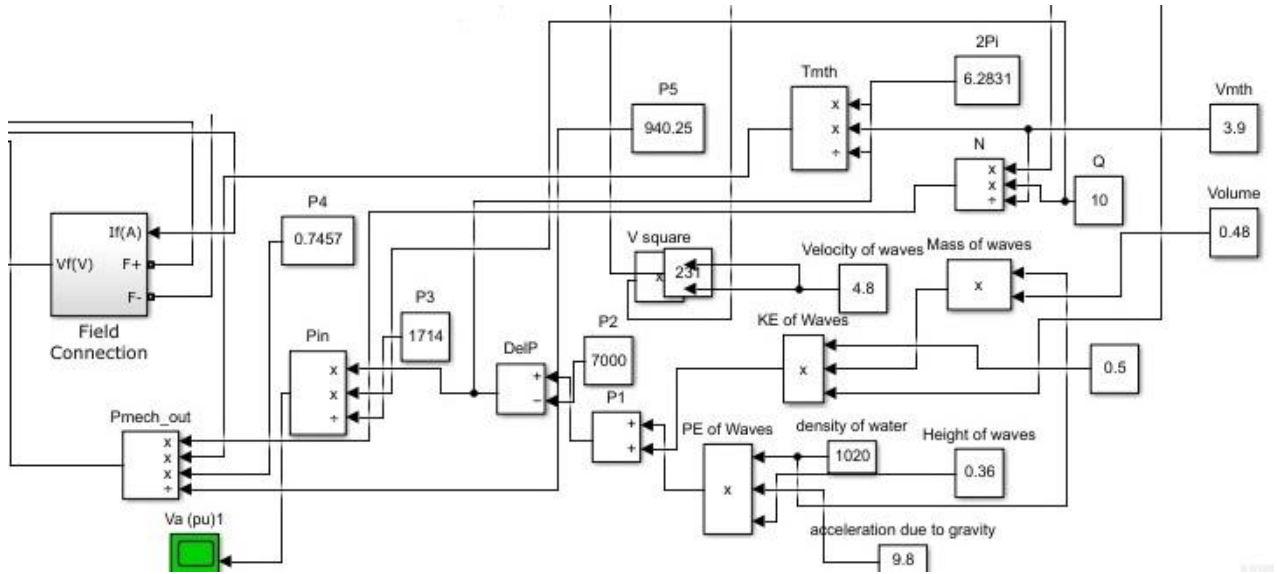 2Pi
6.2831
Tmth
x
x
÷
P5
940.25
Vmth
3.9
N
x
x
÷
Q
10
P4
0.7457
Volume
0.48
If(A)
Vf(V)
F+
F-
Field
Connection
V square
x
231
Velocity of waves
4.8
Mass of waves
x
P3
1714
P2
7000
KE of Waves
x
0.5
Pin
x
x
÷
DelP
+
−
P1
+
+
Pmech_out
x
x
x
÷
PE of Waves
x
density of water
1020
Height of waves
0.36
acceleration due to gravity
9.8
Va (pu)1